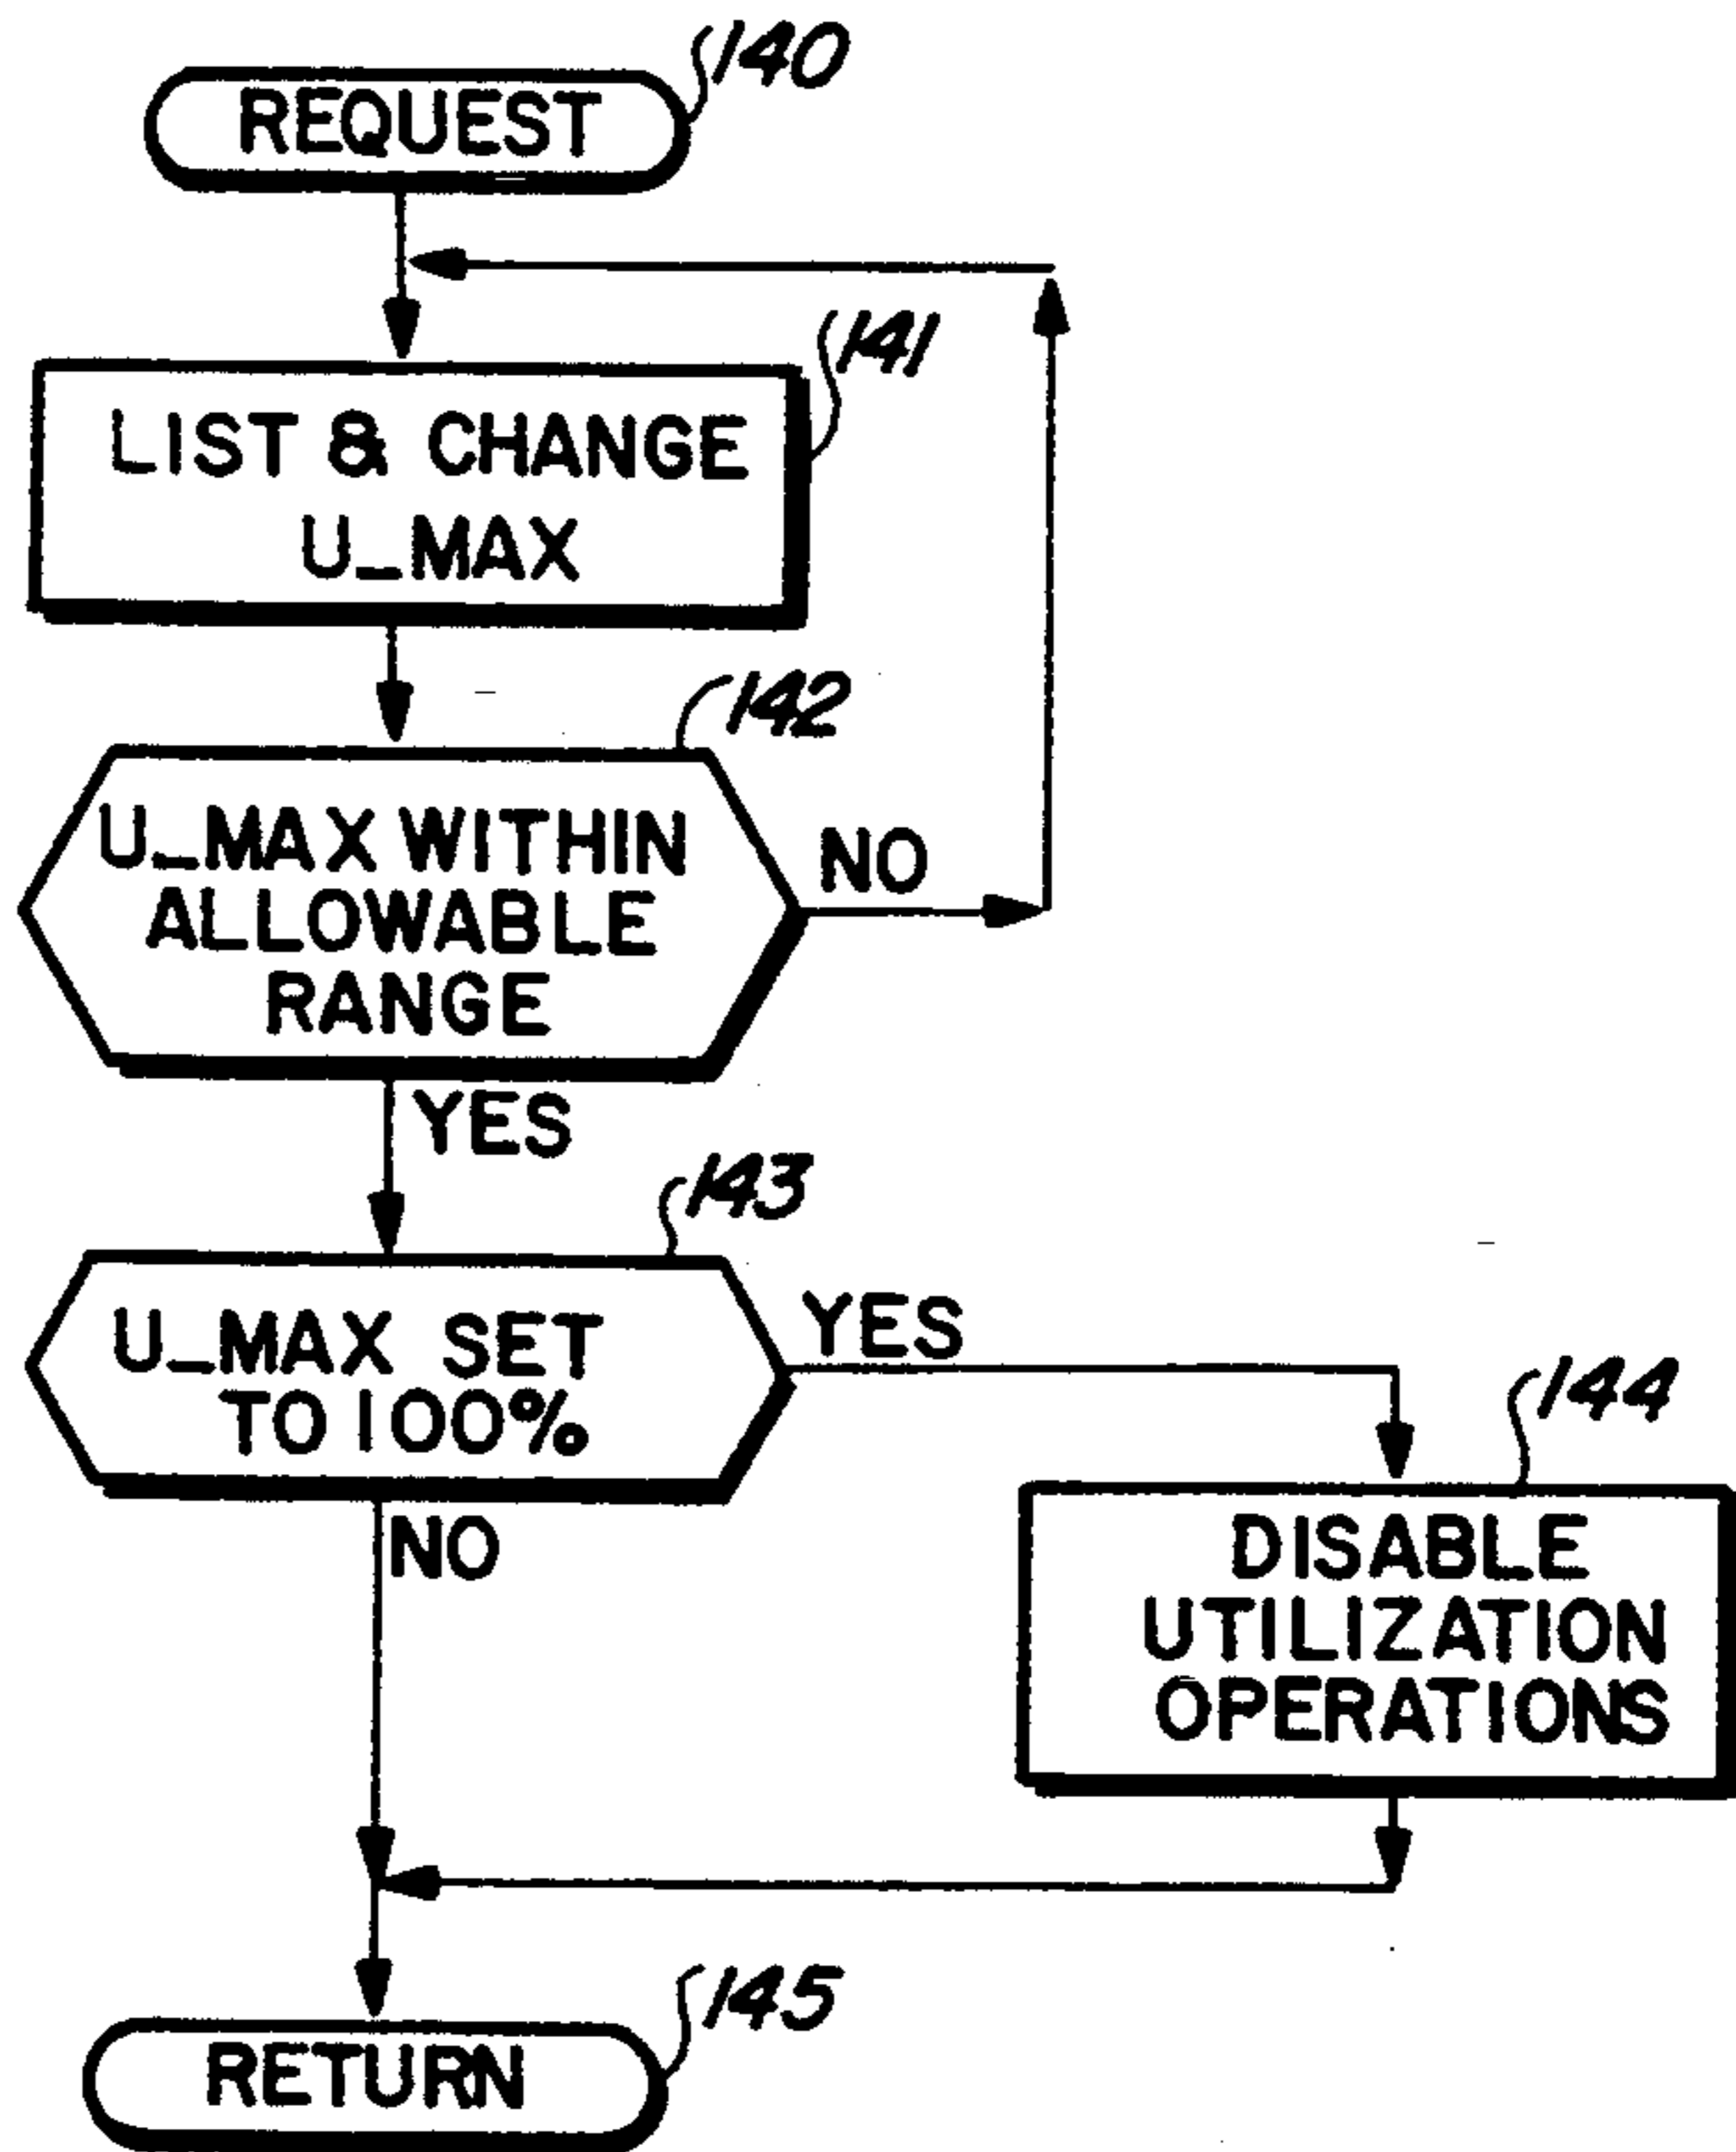 140
REQUEST
141
LIST & CHANGE
U_MAX
142
U_MAX WITHIN
ALLOWABLE
RANGE
NO
YES
143
U_MAX SET
TO 100%
YES
144
NO
DISABLE
UTILIZATION
OPERATIONS
145
RETURN